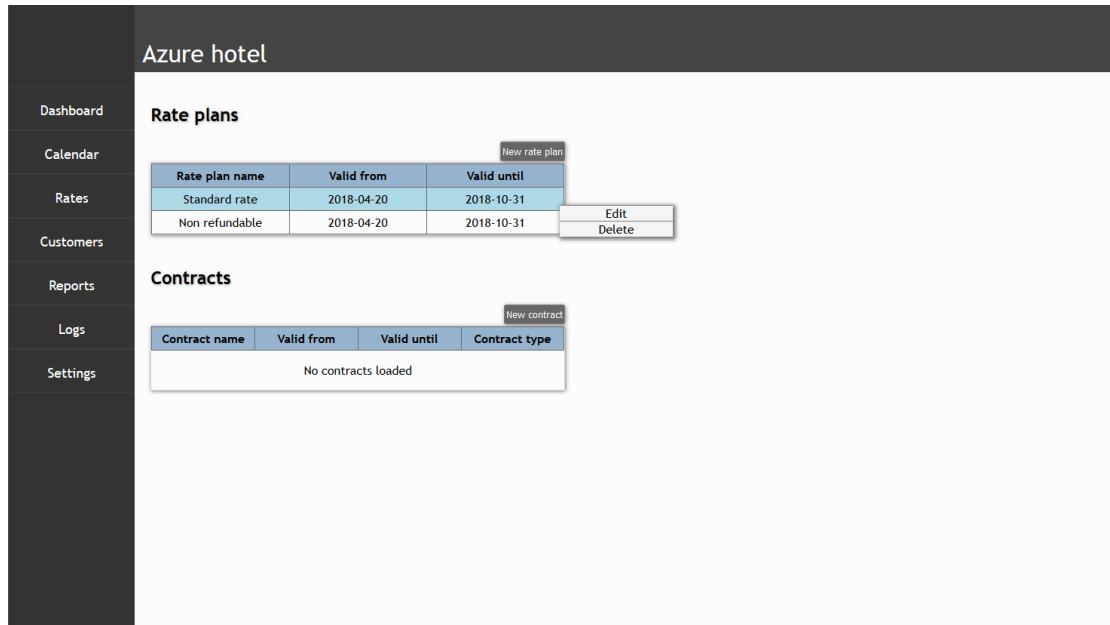 Azure hotel
Dashboard
Calendar
Rates
Customers
Reports
Logs
Settings
Rate plans
New rate plan
Rate plan name Valid from Valid until
Standard rate 2018-04-20 2018-10-31
Non refundable 2018-04-20 2018-10-31
Edit
Delete
Contracts
New contract
Contract name Valid from Valid until Contract type
No contracts loaded